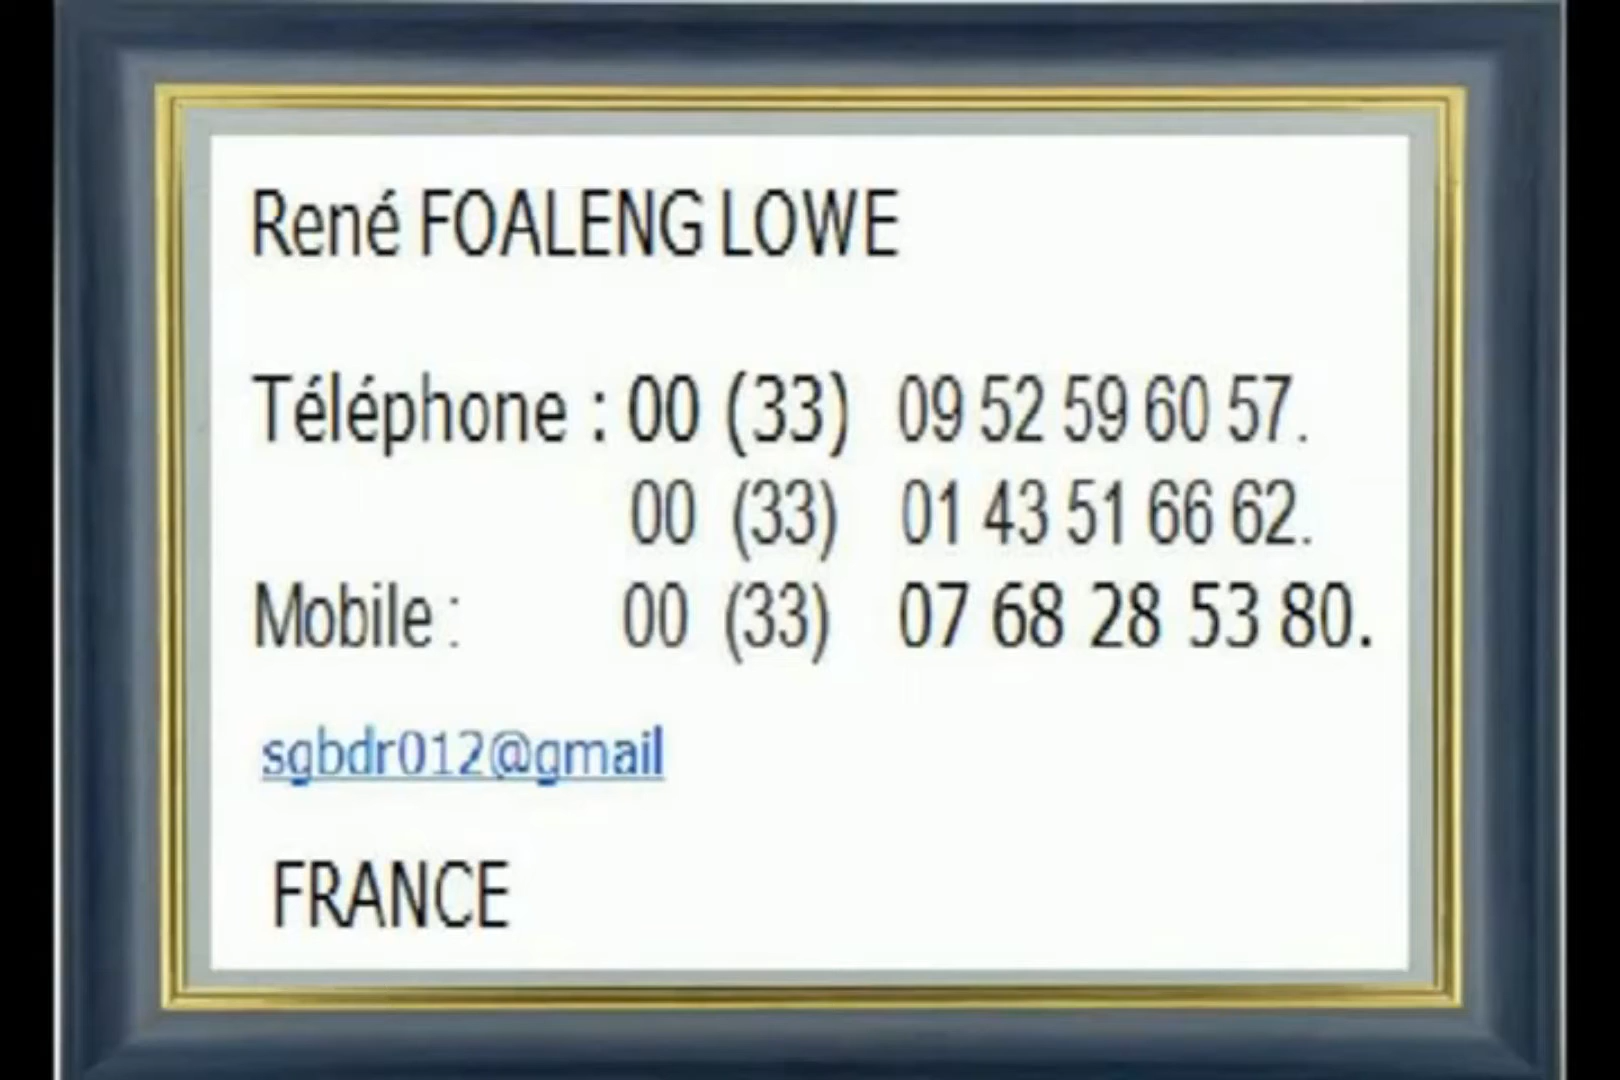 René FOALENG LOWE
Téléphone : 00 (33) 09 52 59 60 57.
00 (33) 01 43 51 66 62.
Mobile : 00 (33) 07 68 28 53 80.
sgbdr012@gmail
FRANCE